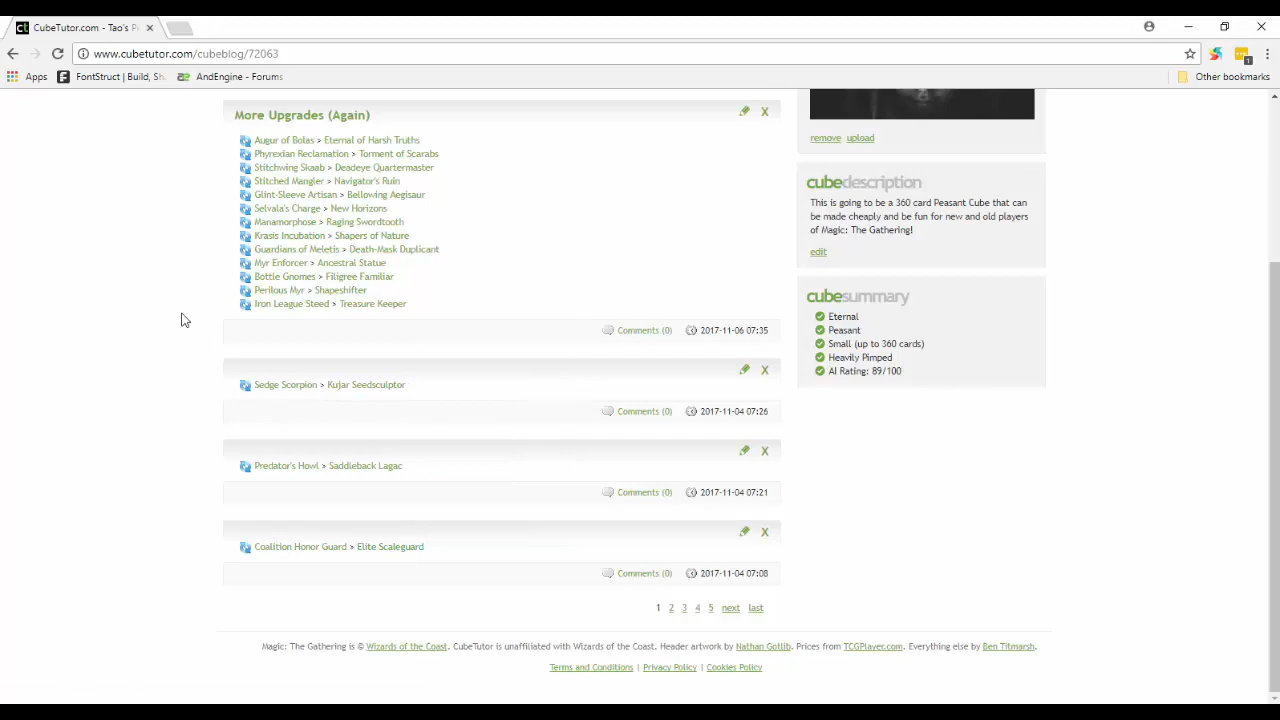 CubeTutor.com - Tao's P
www.cubetutor.com/cubeblog/72063
Apps FontStruct | Build, Sh AndEngine - Forums Other bookmarks
More Upgrades (Again) X
Augur of Bolas > Eternal of Harsh Truths
Phyrexian Reclamation > Torment of Scarabs
Stitchwing Skaab > Deadeye Quartermaster
Stitched Mangler > Navigator's Ruin
Glint-Sleeve Artisan > Bellowing Aegisaur
Selvala's Charge > New Horizons
Manamorphose > Raging Swordtooth
Krasis Incubation > Shapers of Nature
Guardians of Meletis > Death-Mask Duplicant
Myr Enforcer > Ancestral Statue
Bottle Gnomes > Filigree Familiar
Perilous Myr > Shapeshifter
Iron League Steed > Treasure Keeper
Comments (0) 2017-11-06 07:35
X
Sedge Scorpion > Kujar Seedsculptor
Comments (0) 2017-11-04 07:26
X
Predator's Howl > Saddleback Lagac
Comments (0) 2017-11-04 07:21
X
Coalition Honor Guard > Elite Scaleguard
Comments (0) 2017-11-04 07:08
1 2 3 4 5 next last
remove upload
cubedescription
This is going to be a 360 card Peasant Cube that can
be made cheaply and be fun for new and old players
of Magic: The Gathering!
edit
cubesummary
Eternal
Peasant
Small (up to 360 cards)
Heavily Pimped
AI Rating: 89/100
Magic: The Gathering is © Wizards of the Coast. CubeTutor is unaffiliated with Wizards of the Coast. Header artwork by Nathan Gotlib. Prices from TCGPlayer.com. Everything else by Ben Titmarsh.
Terms and Conditions | Privacy Policy | Cookies Policy